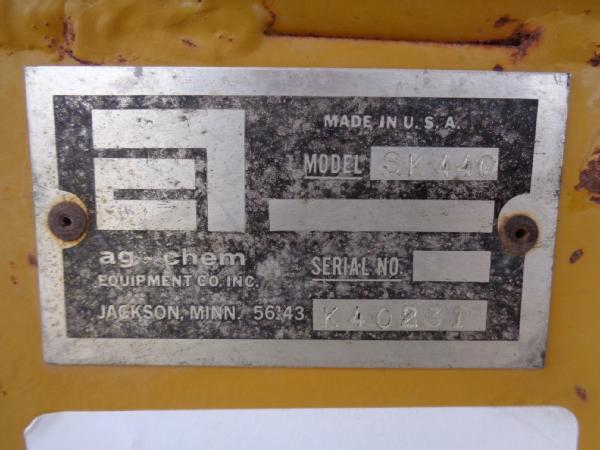 MADE IN U.S.A.
MODEL SK440
ag-chem
EQUIPMENT CO. INC.
SERIAL NO.
JACKSON, MINN. 56143
K40231